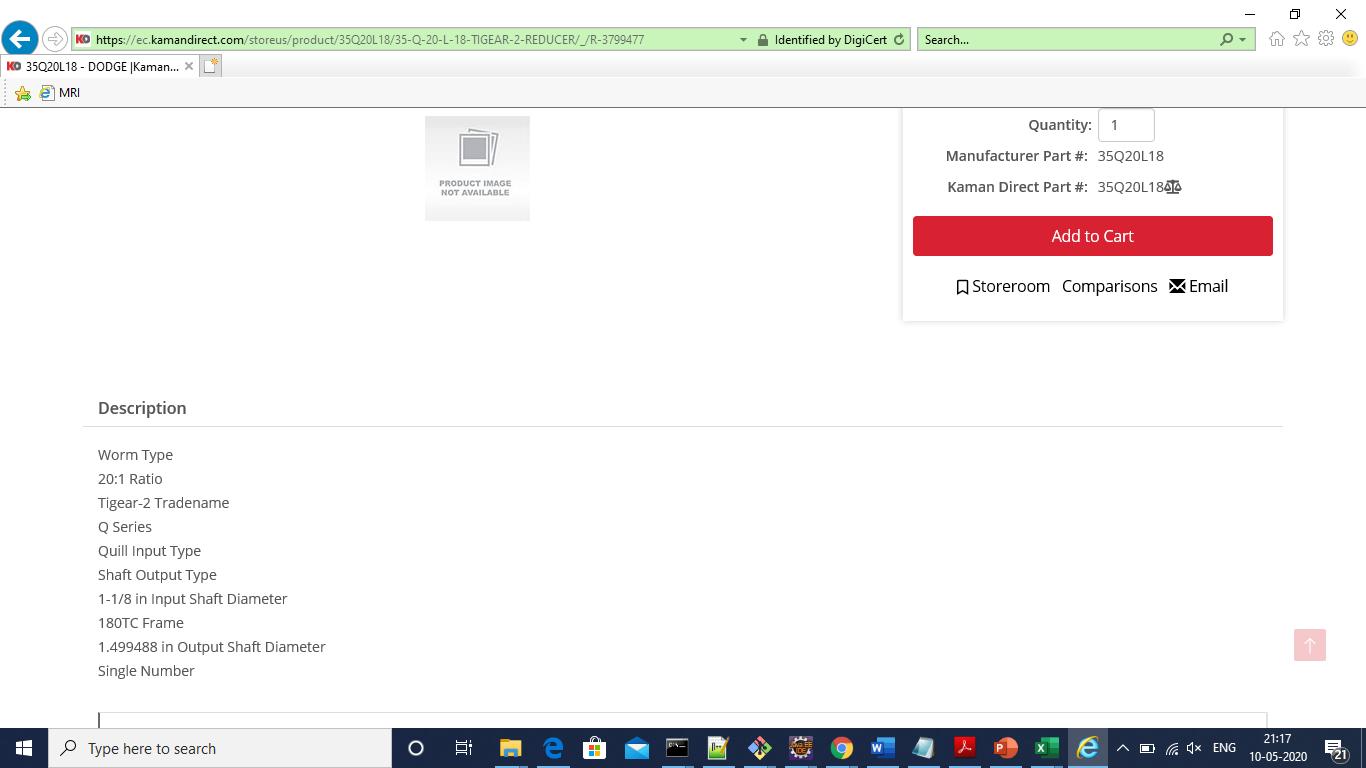 https://ec.kamandirect.com/storeus/product/35Q20L18/35-Q-20-L-18-TIGEAR-2-REDUCER/_/R-3799477
Identified by DigiCert
Search...
35Q20L18 - DODGE |Kaman...
MRI
PRODUCT IMAGE
NOT AVAILABLE
Quantity: 1
Manufacturer Part #: 35Q20L18
Kaman Direct Part #: 35Q20L18
Add to Cart
Storeroom Comparisons Email
Description
Worm Type
20:1 Ratio
Tigear-2 Tradename
Q Series
Quill Input Type
Shaft Output Type
1-1/8 in Input Shaft Diameter
180TC Frame
1.499488 in Output Shaft Diameter
Single Number
Type here to search
ENG
21:17
10-05-2020
21